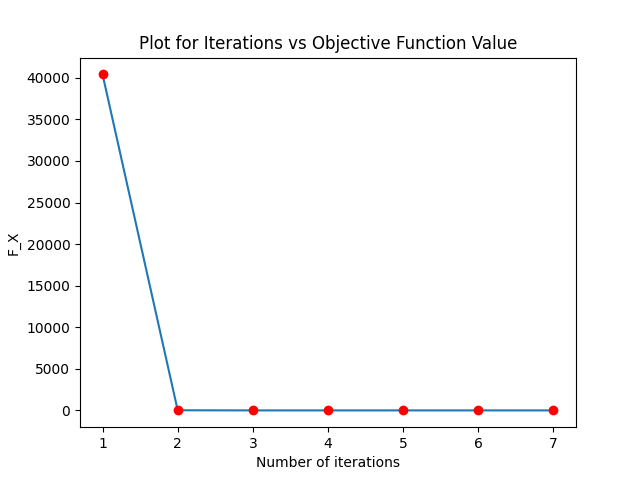 Plot for Iterations vs Objective Function Value
40000
35000
30000
25000
20000
15000
10000
5000
0
F_X
1 2 3 4 5 6 7
Number of iterations